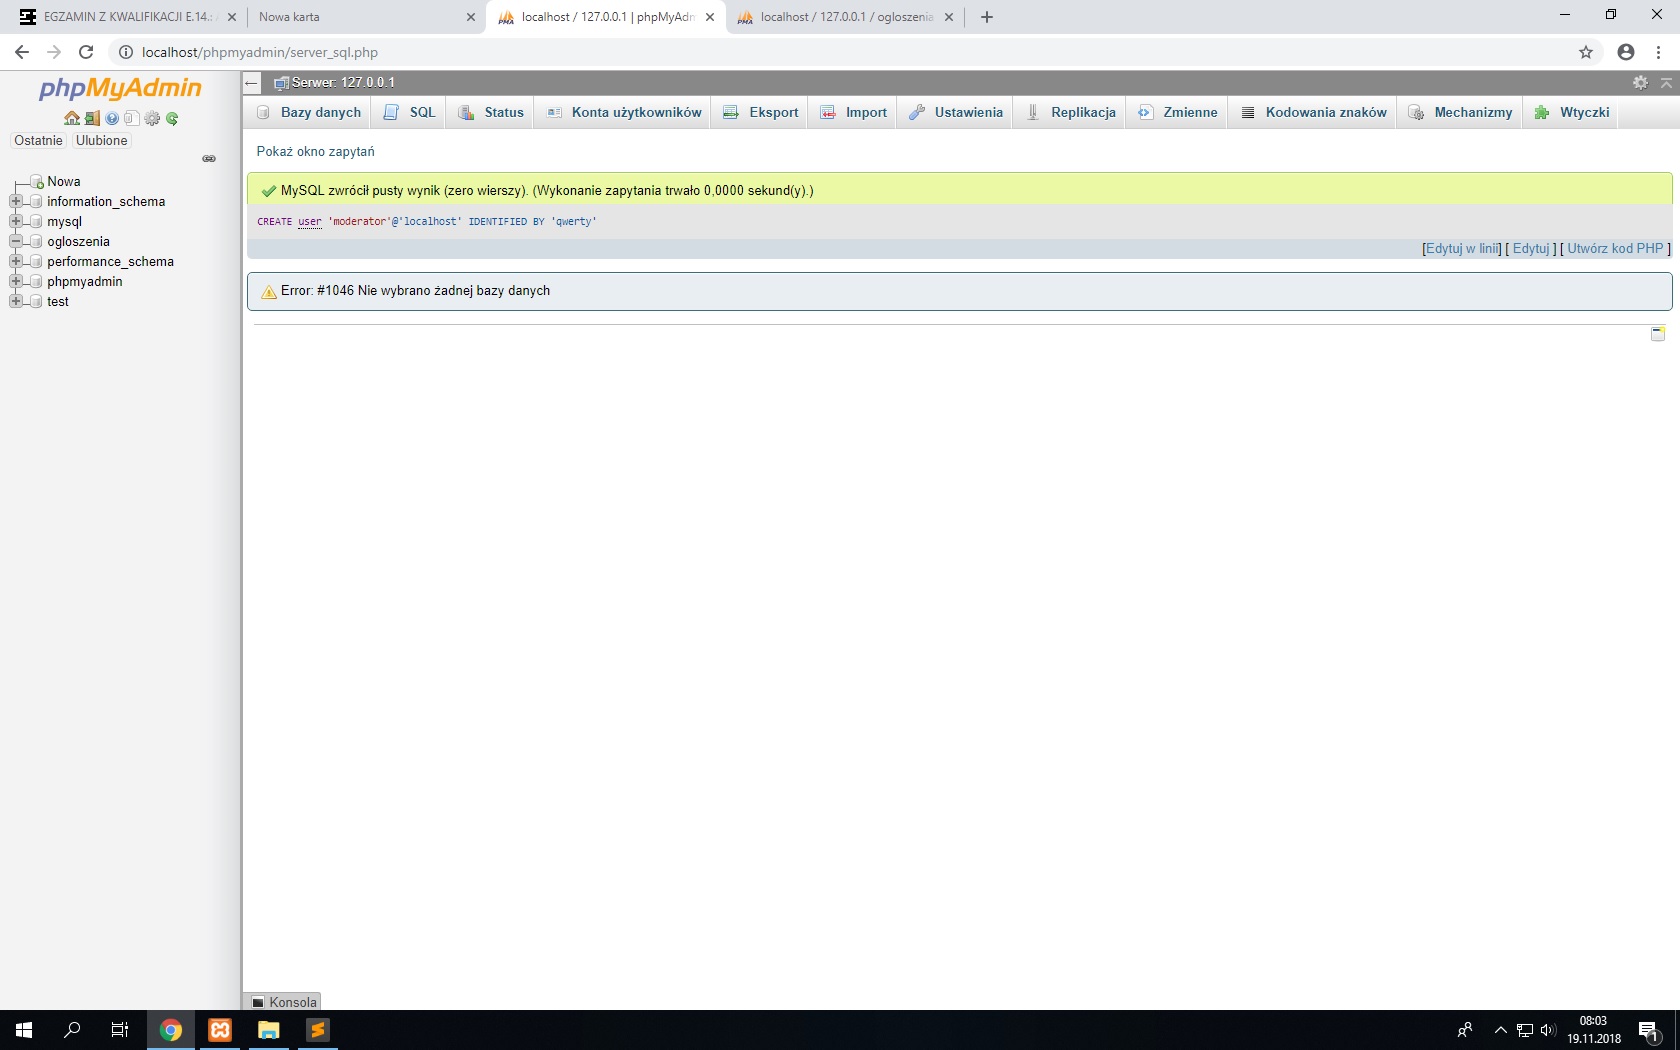 EGZAMIN Z KWALIFIKACJI E.14.:
Nowa karta
localhost / 127.0.0.1 | phpMyAdm
localhost / 127.0.0.1 / ogloszenia
localhost/phpmyadmin/server_sql.php
phpMyAdmin
Ostatnie Ulubione
Nowa
information_schema
mysql
ogloszenia
performance_schema
phpmyadmin
test
Serwer: 127.0.0.1
Bazy danych SQL Status Konta użytkowników Eksport Import Ustawienia Replikacja Zmienne Kodowania znaków Mechanizmy Wtyczki
Pokaż okno zapytań
MySQL zwrócił pusty wynik (zero wierszy). (Wykonanie zapytania trwało 0,0000 sekund(y).)
CREATE user 'moderator'@'localhost' IDENTIFIED BY 'qwerty'
[Edytuj w linii] [ Edytuj ] [ Utwórz kod PHP ]
Error: #1046 Nie wybrano żadnej bazy danych
Konsola
08:03
19.11.2018
1